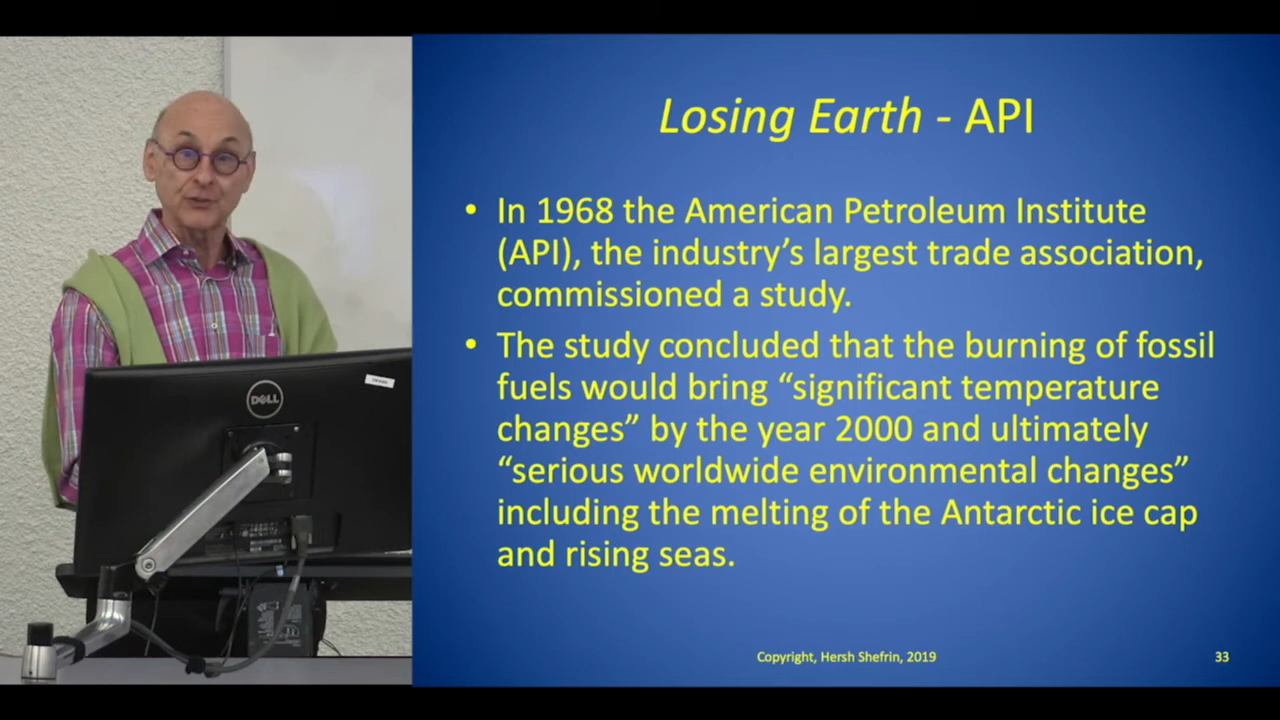 Losing Earth - API
• In 1968 the American Petroleum Institute
(API), the industry's largest trade association,
commissioned a study.
• The study concluded that the burning of fossil
fuels would bring “significant temperature
changes” by the year 2000 and ultimately
“serious worldwide environmental changes”
including the melting of the Antarctic ice cap
and rising seas.
Copyright, Hersh Shefrin, 2019
33
DELL